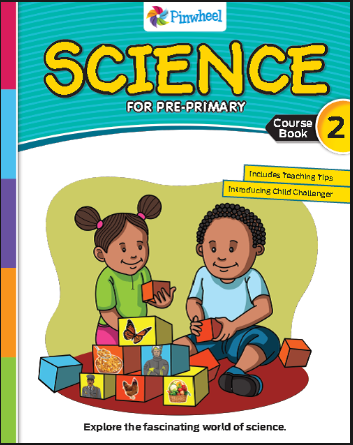 Pinwheel
SCIENCE
FOR PRE-PRIMARY
Course
Book 2
Includes Teaching Tips
Introducing Child Challenger
Explore the fascinating world of science.